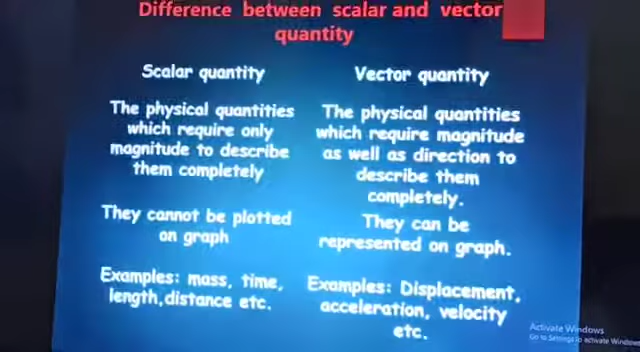 Difference between scalar and vector
quantity
Scalar quantity
The physical quantities
which require only
magnitude to describe
them completely
They cannot be plotted
on graph
Examples: mass, time,
length,distance etc.
Vector quantity
The physical quantities
which require magnitude
as well as direction to
describe them
completely.
They can be
represented on graph.
Examples: Displacement,
acceleration, velocity
etc.
Activate Windows
Go to Settings to activate Windows